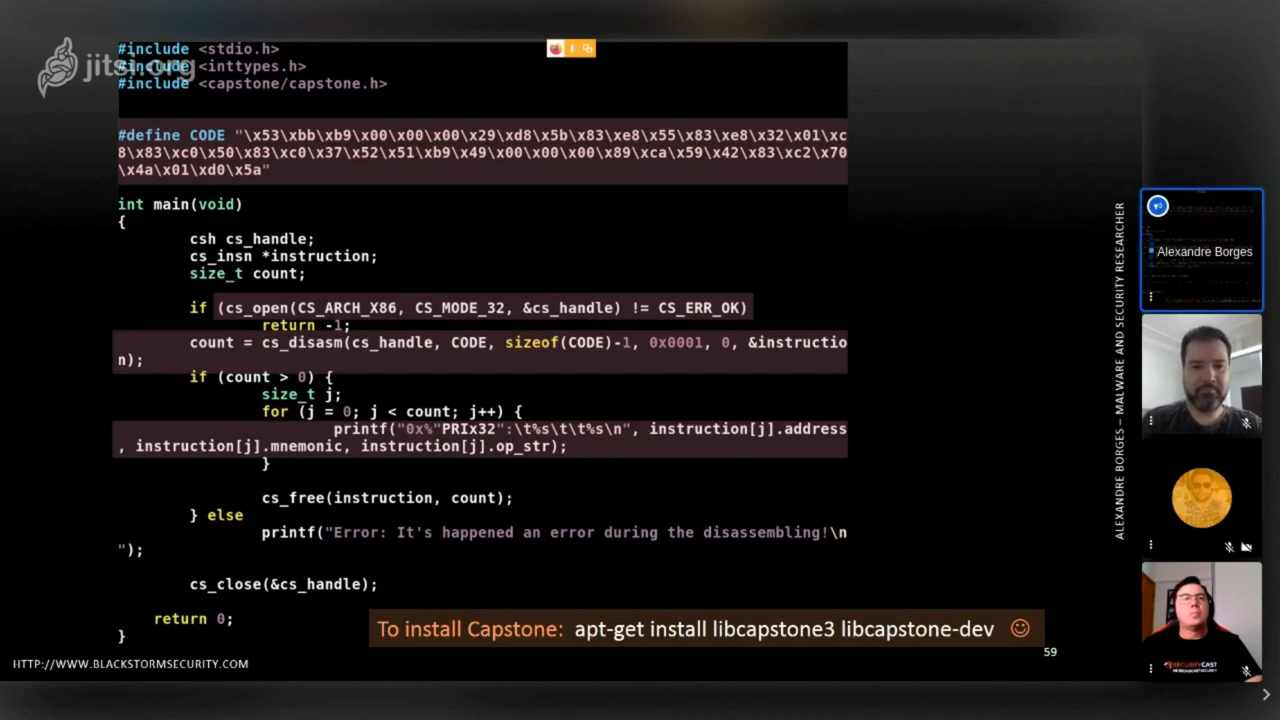 jitsi.org
#include <stdio.h>
#include <inttypes.h>
#include <capstone/capstone.h>
#define CODE "\x53\xbb\xb9\x00\x00\x00\x29\xd8\x5b\x83\xe8\x55\x83\xe8\x32\x01\xc
8\x83\xc0\x50\x83\xc0\x37\x52\x51\xb9\x49\x00\x00\x00\x89\xca\x59\x42\x83\xc2\x70
\x4a\x01\xd0\x5a"
int main(void)
{
csh cs_handle;
cs_insn *instruction;
size_t count;
if (cs_open(CS_ARCH_X86, CS_MODE_32, &cs_handle) != CS_ERR_OK)
return -1;
count = cs_disasm(cs_handle, CODE, sizeof(CODE)-1, 0x0001, 0, &instructio
n);
if (count > 0) {
size_t j;
for (j = 0; j < count; j++) {
printf("0x%"PRIx32":\t%s\t\t%s\n", instruction[j].address
, instruction[j].mnemonic, instruction[j].op_str);
}
cs_free(instruction, count);
} else
printf("Error: It's happened an error during the disassembling!\n
");
cs_close(&cs_handle);
return 0;
}
To install Capstone: apt-get install libcapstone3 libcapstone-dev ☺
59
HTTP://WWW.BLACKSTORMSECURITY.COM
ALEXANDRE BORGES – MALWARE AND SECURITY RESEARCHER
Alexandre Borges
SECURITYCAST